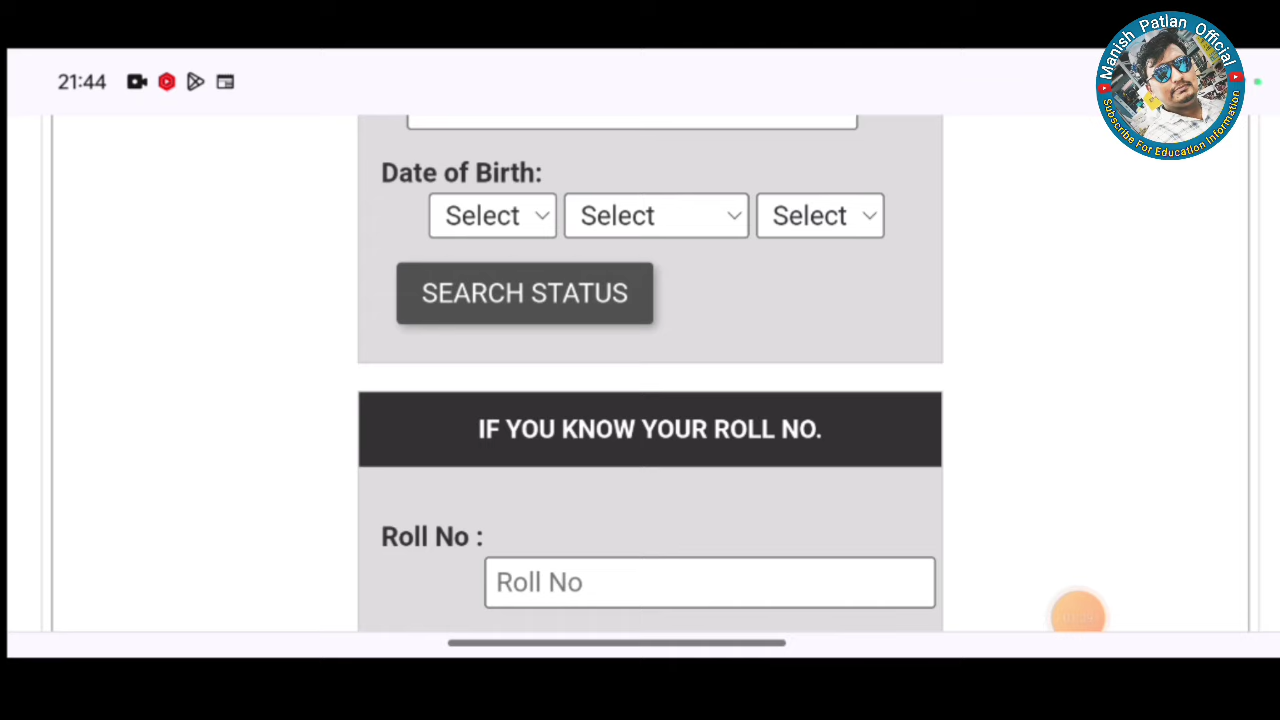 21:44
Manish Patlan Official
Subscribe For Education Information
Date of Birth:
Select Select Select
SEARCH STATUS
IF YOU KNOW YOUR ROLL NO.
Roll No :
Roll No